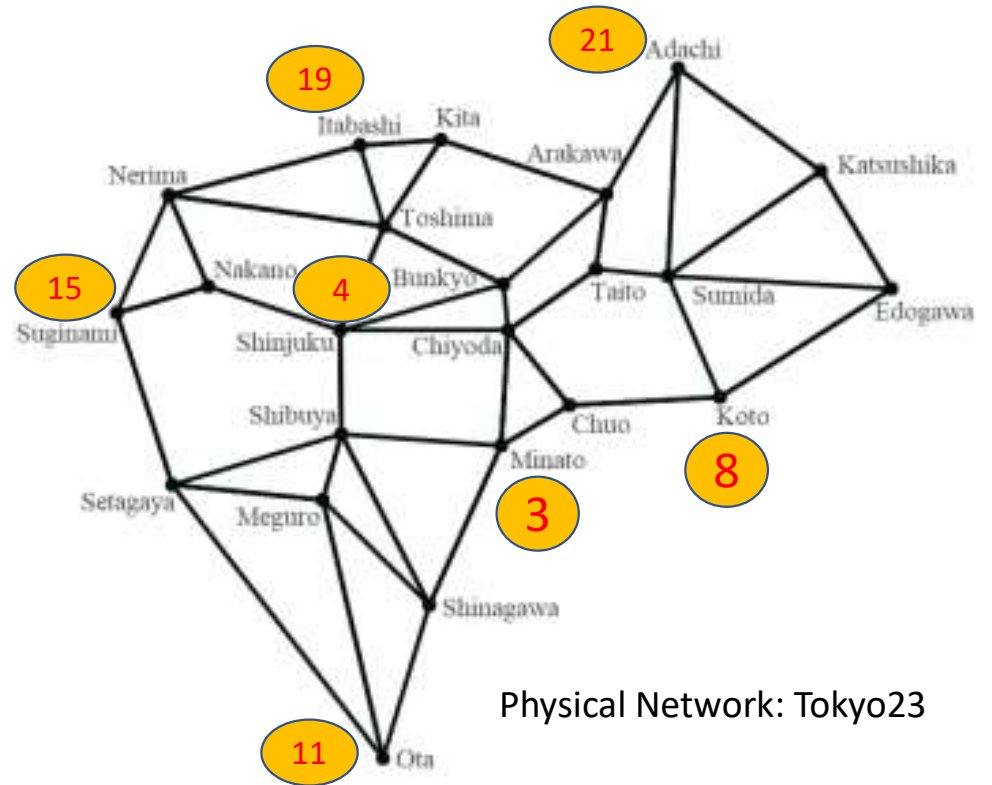 21
Adachi
19
Itabashi
Kita
Arakawa
Katsushika
Nerima
Toshima
15
Nakano
4
Bunkyo
Taito
Sumida
Edogawa
Suginami
Shinjuku
Chiyoda
Shibuya
Chuo
Koto
Minato
8
Setagaya
Meguro
3
Shinagawa
Physical Network: Tokyo23
11
Ota